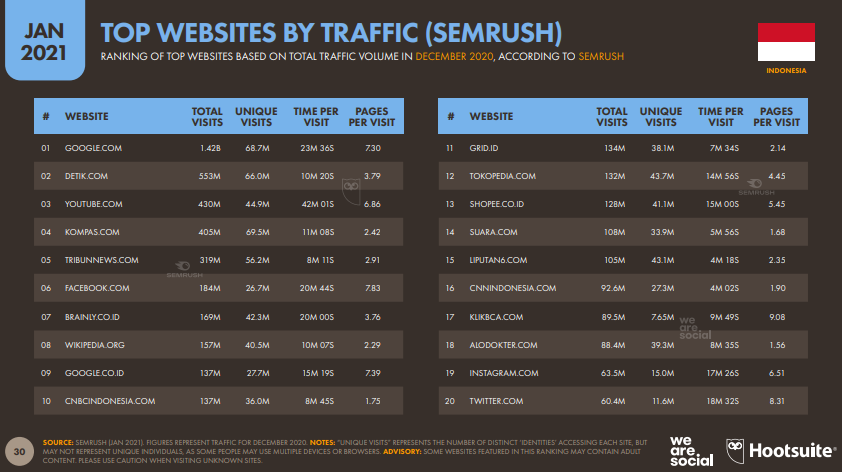 JAN
2021
TOP WEBSITES BY TRAFFIC (SEMRUSH)
RANKING OF TOP WEBSITES BASED ON TOTAL TRAFFIC VOLUME IN DECEMBER 2020, ACCORDING TO SEMRUSH
INDONESIA
# WEBSITE TOTAL VISITS UNIQUE VISITS TIME PER VISIT PAGES PER VISIT
01 GOOGLE.COM 1.42B 68.7M 23M 36S 7.30
02 DETIK.COM 553M 66.0M 10M 20S 3.79
03 YOUTUBE.COM 430M 44.9M 42M 01S 6.86
04 KOMPAS.COM 405M 69.5M 11M 08S 2.42
05 TRIBUNNEWS.COM 319M 56.2M 8M 11S 2.91
06 FACEBOOK.COM 184M 26.7M 20M 44S 7.83
07 BRAINLY.CO.ID 169M 42.3M 20M 00S 3.76
08 WIKIPEDIA.ORG 157M 40.5M 10M 07S 2.29
09 GOOGLE.CO.ID 137M 27.7M 15M 19S 7.39
10 CNBCINDONESIA.COM 137M 36.0M 8M 45S 1.75
SEMRUSH
# WEBSITE TOTAL VISITS UNIQUE VISITS TIME PER VISIT PAGES PER VISIT
11 GRID.ID 134M 38.1M 7M 34S 2.14
12 TOKOPEDIA.COM 132M 43.7M 14M 56S 4.45
13 SHOPEE.CO.ID 128M 41.1M 15M 00S 5.45
14 SUARA.COM 108M 33.9M 5M 56S 1.68
15 LIPUTAN6.COM 105M 43.1M 4M 18S 2.35
16 CNNINDONESIA.COM 92.6M 27.3M 4M 02S 1.90
17 KLIKBCA.COM 89.5M 7.65M 9M 49S 9.08
18 ALODOKTER.COM 88.4M 39.3M 8M 35S 1.56
19 INSTAGRAM.COM 63.5M 15.0M 17M 26S 6.51
20 TWITTER.COM 60.4M 11.6M 18M 32S 8.31
SEMRUSH
we
are
social
30
SOURCE: SEMRUSH (JAN 2021). FIGURES REPRESENT TRAFFIC FOR DECEMBER 2020. NOTES: "UNIQUE VISITS" REPRESENTS THE NUMBER OF DISTINCT 'IDENTITIES' ACCESSING EACH SITE, BUT
MAY NOT REPRESENT UNIQUE INDIVIDUALS, AS SOME PEOPLE MAY USE MULTIPLE DEVICES OR BROWSERS. ADVISORY: SOME WEBSITES FEATURED IN THIS RANKING MAY CONTAIN ADULT
CONTENT. PLEASE USE CAUTION WHEN VISITING UNKNOWN SITES.
we
are
social
Hootsuite®